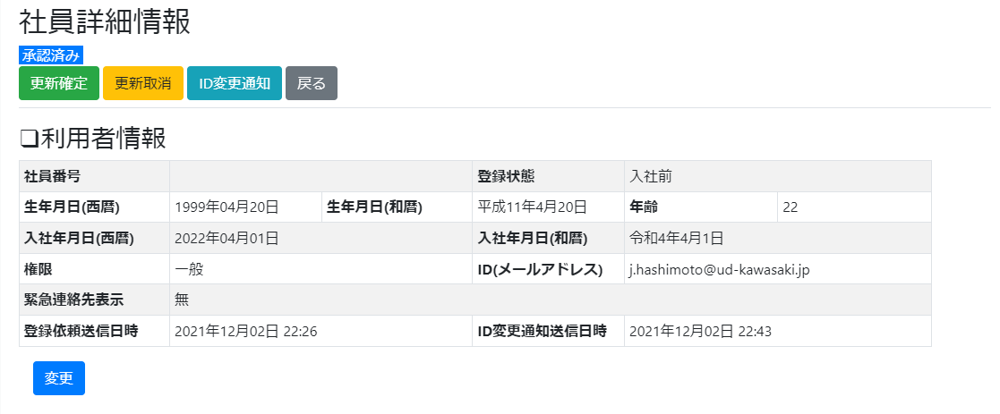 社員詳細情報
承認済み
更新確定 更新取消 ID変更通知 戻る
❏利用者情報
社員番号 登録状態 入社前
生年月日(西暦) 1999年04月20日 生年月日(和暦) 平成11年4月20日 年齢 22
入社年月日(西暦) 2022年04月01日 入社年月日(和暦) 令和4年4月1日
権限 一般 ID(メールアドレス) j.hashimoto@ud-kawasaki.jp
緊急連絡先表示 無
登録依頼送信日時 2021年12月02日 22:26 ID変更通知送信日時 2021年12月02日 22:43
変更